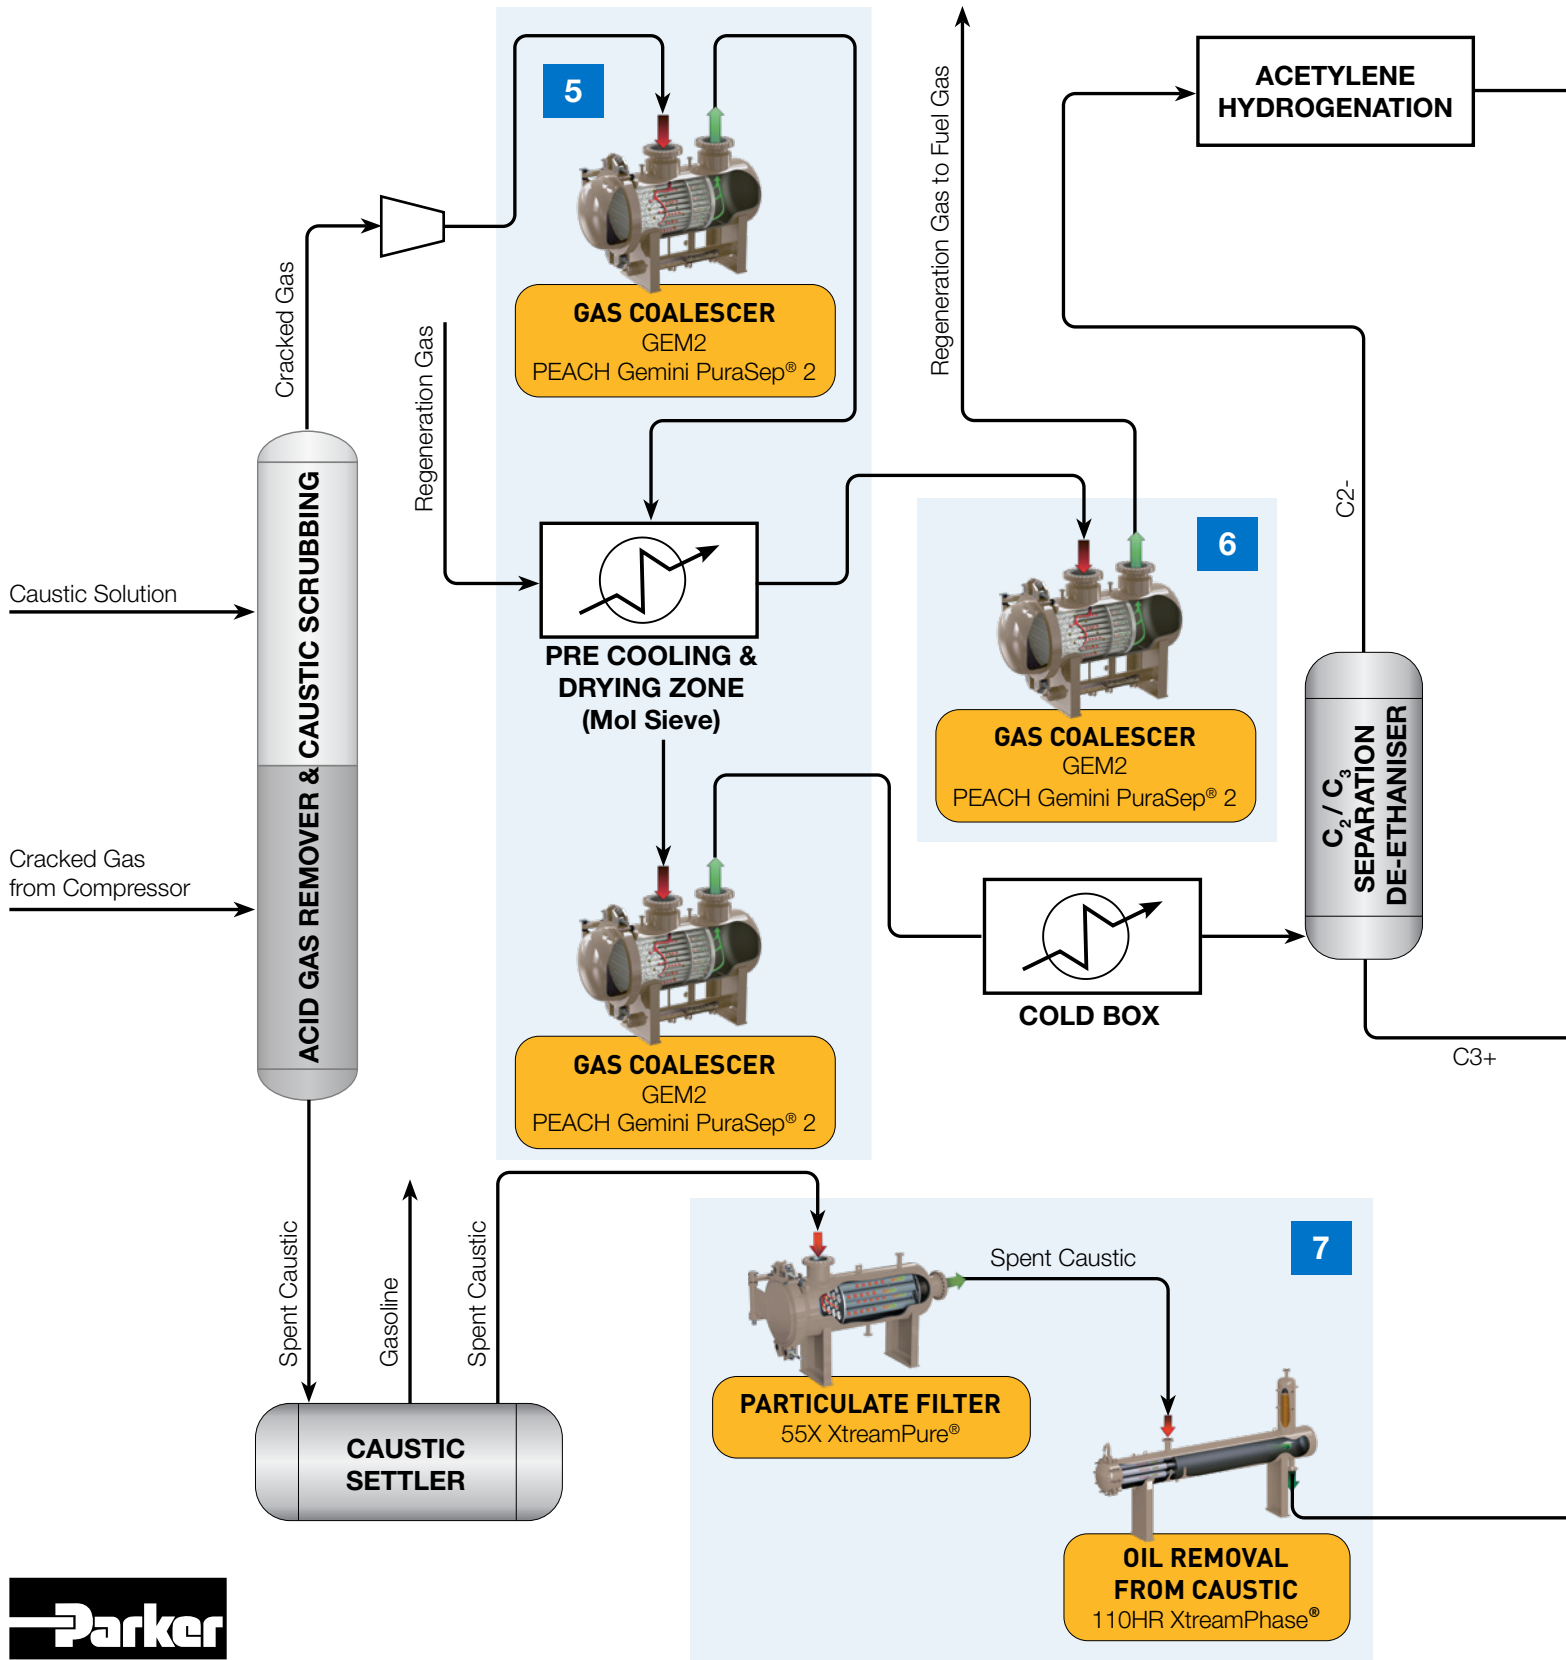 5
ACETYLENE
HYDROGENATION
Regeneration Gas to Fuel Gas
Cracked Gas
GAS COALESCER
GEM2
PEACH Gemini PuraSep® 2
Regeneration Gas
C2-
6
ACID GAS REMOVER & CAUSTIC SCRUBBING
Caustic Solution
PRE COOLING &
DRYING ZONE
(Mol Sieve)
GAS COALESCER
GEM2
PEACH Gemini PuraSep® 2
C2 / C3
SEPARATION
DE-ETHANISER
Cracked Gas
from Compressor
COLD BOX
C3+
GAS COALESCER
GEM2
PEACH Gemini PuraSep® 2
Spent Caustic
Gasoline
Spent Caustic
7
Spent Caustic
PARTICULATE FILTER
55X XtreamPure®
CAUSTIC
SETTLER
OIL REMOVAL
FROM CAUSTIC
110HR XtreamPhase®
Parker